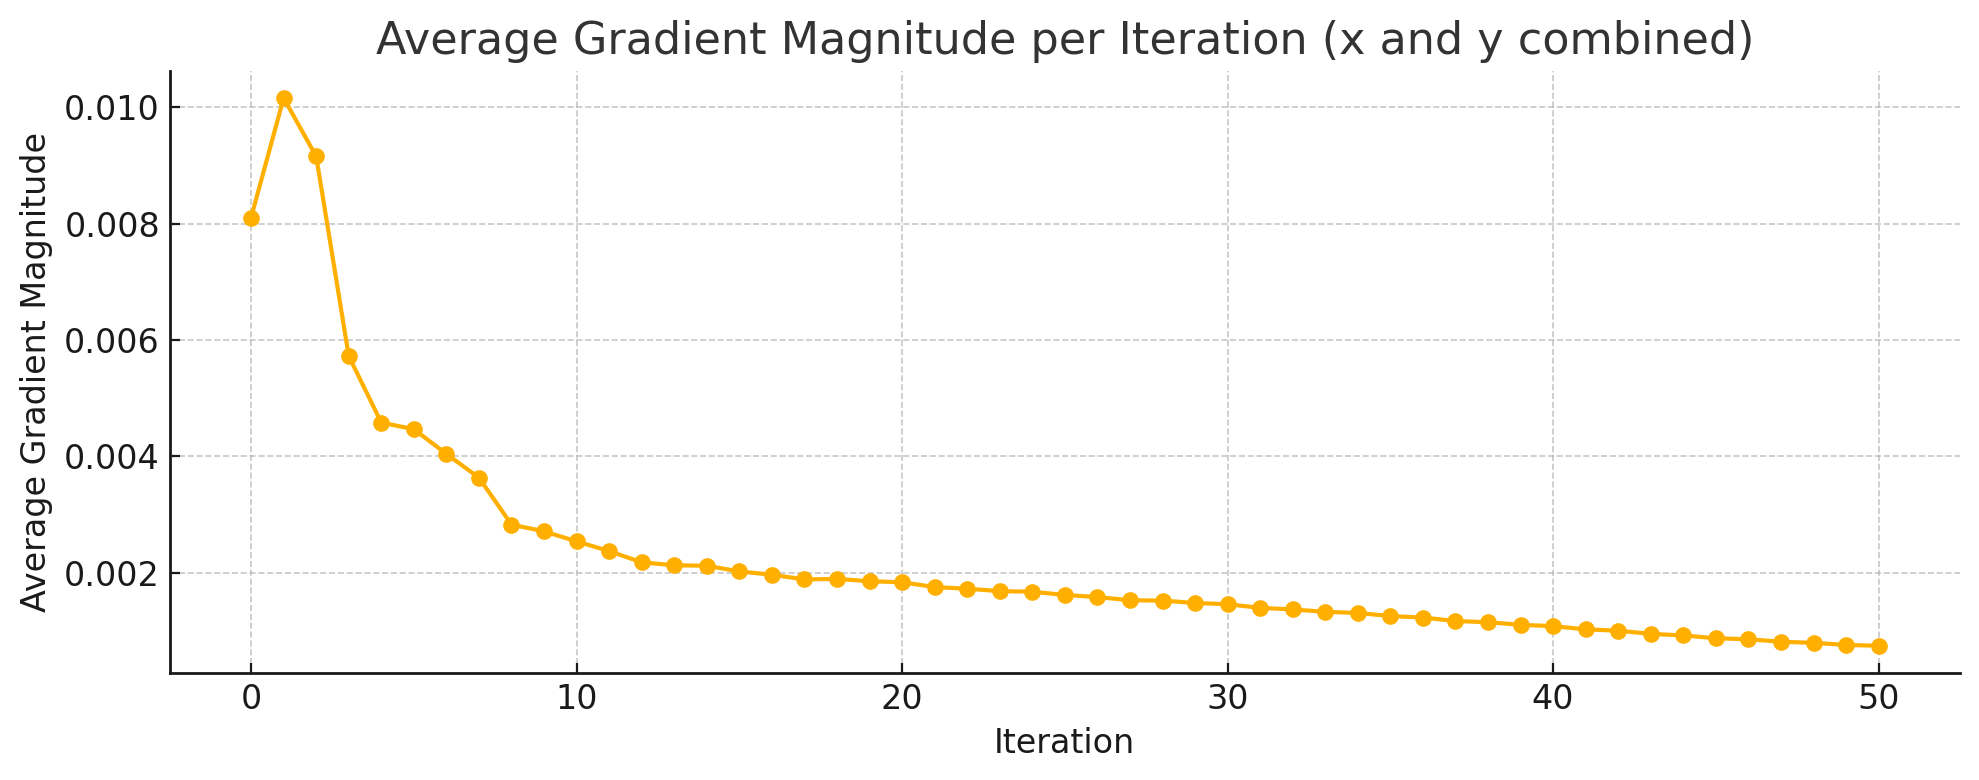 Average Gradient Magnitude per Iteration (x and y combined)
Average Gradient Magnitude
0.010
0.008
0.006
0.004
0.002
0 10 20 30 40 50
Iteration